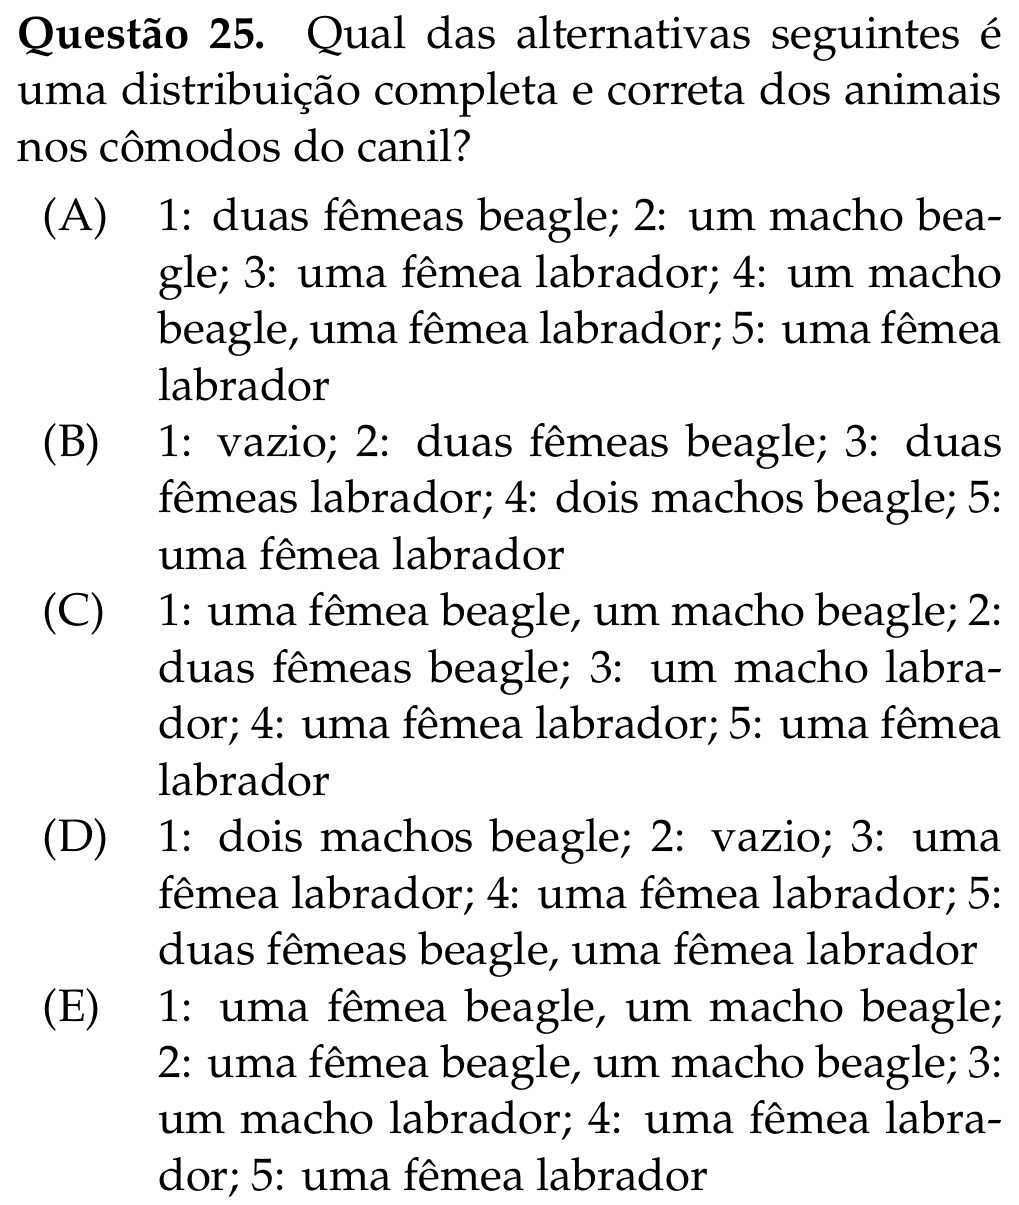 Questão 25. Qual das alternativas seguintes é
uma distribuição completa e correta dos animais
nos cômodos do canil?
(A) 1: duas fêmeas beagle; 2: um macho bea-
gle; 3: uma fêmea labrador; 4: um macho
beagle, uma fêmea labrador; 5: uma fêmea
labrador
(B) 1: vazio; 2: duas fêmeas beagle; 3: duas
fêmeas labrador; 4: dois machos beagle; 5:
uma fêmea labrador
(C) 1: uma fêmea beagle, um macho beagle; 2:
duas fêmeas beagle; 3: um macho labra-
dor; 4: uma fêmea labrador; 5: uma fêmea
labrador
(D) 1: dois machos beagle; 2: vazio; 3: uma
fêmea labrador; 4: uma fêmea labrador; 5:
duas fêmeas beagle, uma fêmea labrador
(E) 1: uma fêmea beagle, um macho beagle;
2: uma fêmea beagle, um macho beagle; 3:
um macho labrador; 4: uma fêmea labra-
dor; 5: uma fêmea labrador